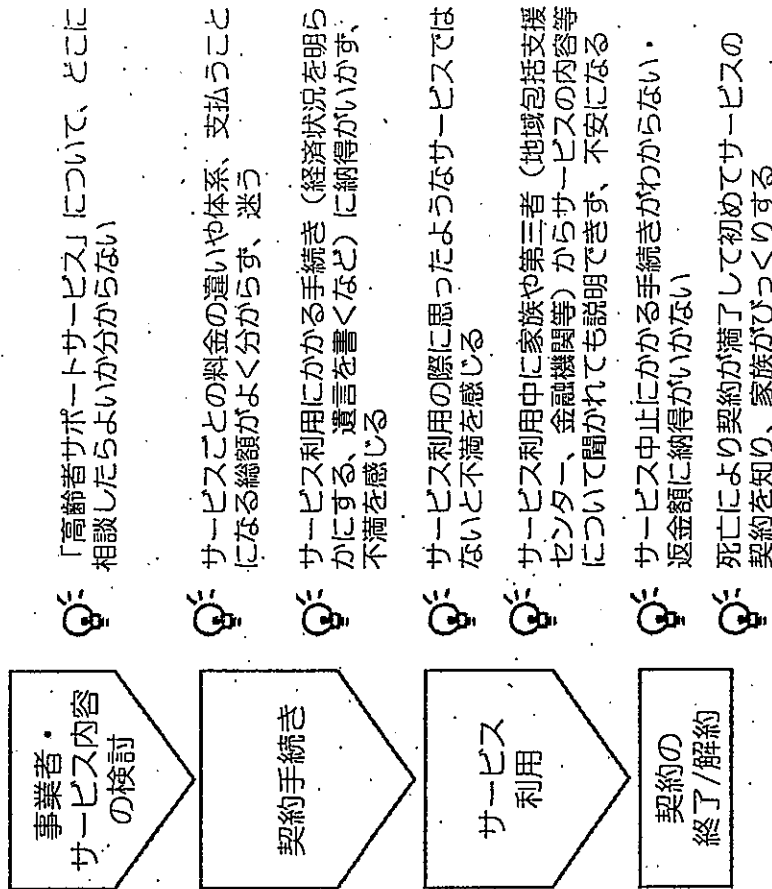 事業者・
サービス内容
の検討
「高齢者サポートサービス」について、どこに
相談したらよいか分からない
契約手続き
サービスごとの料金の違いや体系、支払うこと
になる総額がよく分からず、迷う
サービス利用にかかる手続き（経済状況を明ら
かにする、遺言を書くなど）に納得がいかず、
不満を感じる
サービス
利用
サービス利用の際に思ったようなサービスでは
ないと不満を感じる
サービス利用中に家族や第三者（地域包括支援
センター、金融機関等）からサービスの内容等
について聞かれても説明できず、不安になる
契約の
終了/解約
サービス中止にかかる手続きがわからない・
返金額に納得がいかない
死亡により契約が満了して初めてサービスの
契約を知り、家族がびっくりする